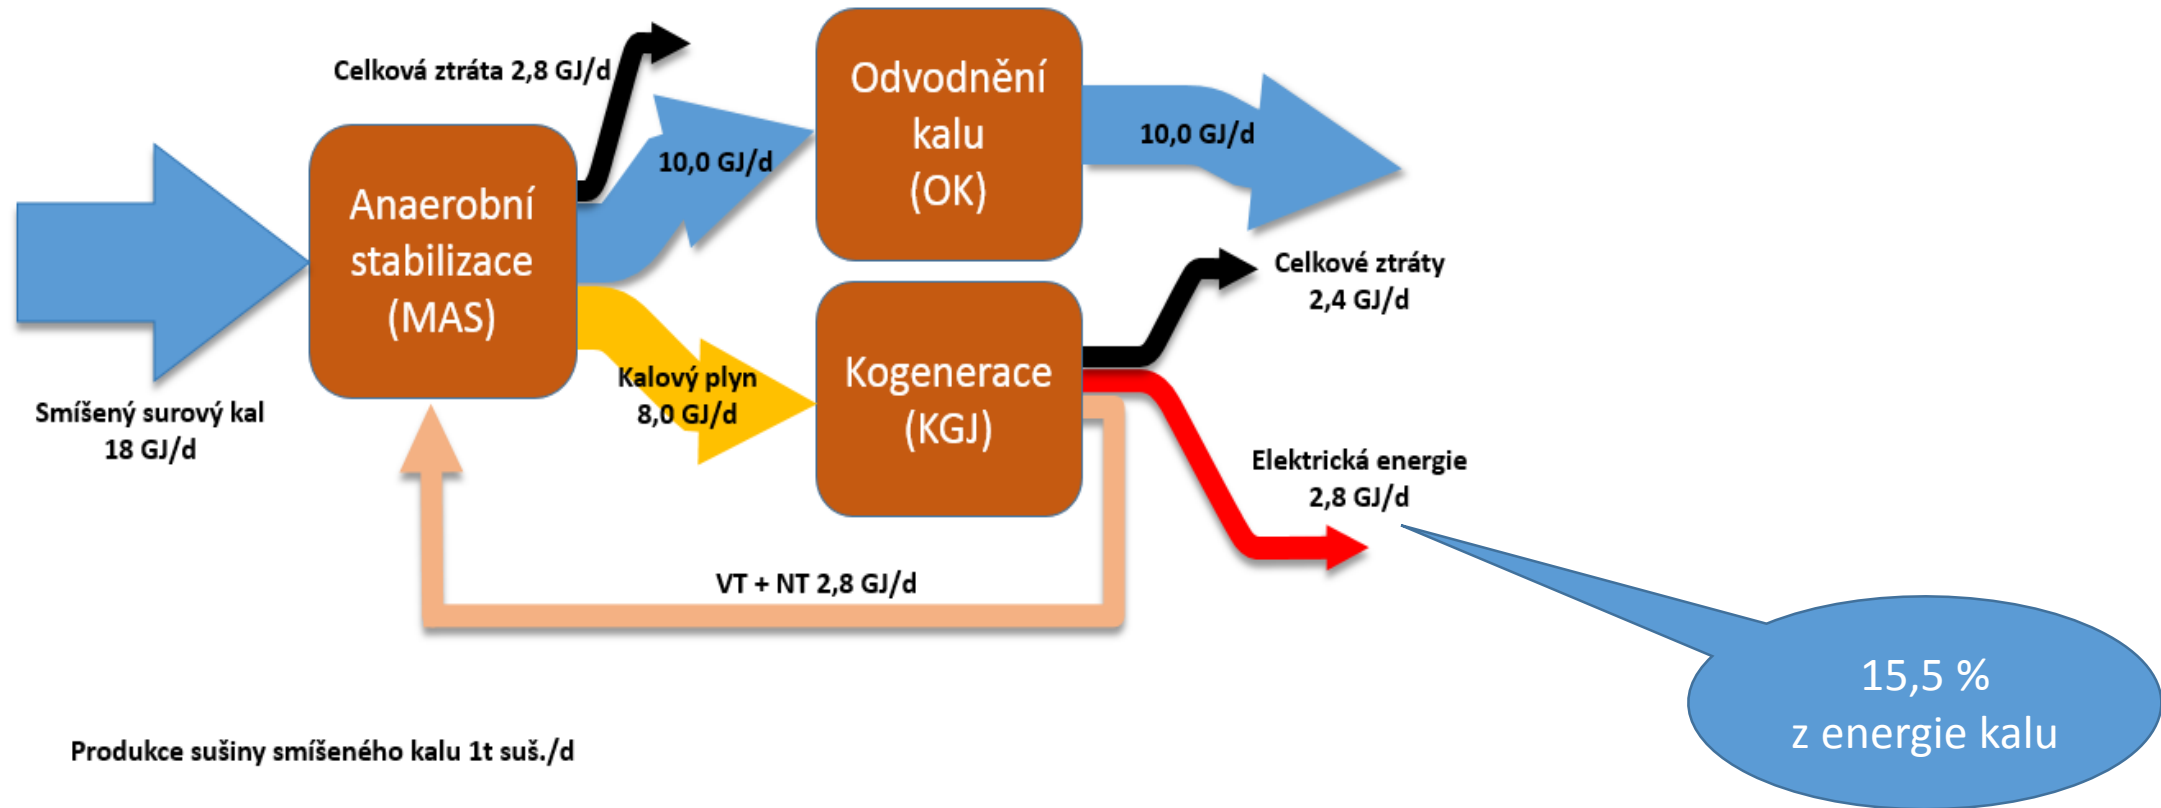 Celková ztráta 2,8 GJ/d
Odvodnění
kalu
(OK)
10,0 GJ/d
10,0 GJ/d
Anaerobní
stabilizace
(MAS)
Celkové ztráty
2,4 GJ/d
Kalový plyn
8,0 GJ/d
Kogenerace
(KGJ)
Smíšený surový kal
18 GJ/d
Elektrická energie
2,8 GJ/d
VT + NT 2,8 GJ/d
15,5 %
z energie kalu
Produkce sušiny smíšeného kalu 1t suš./d